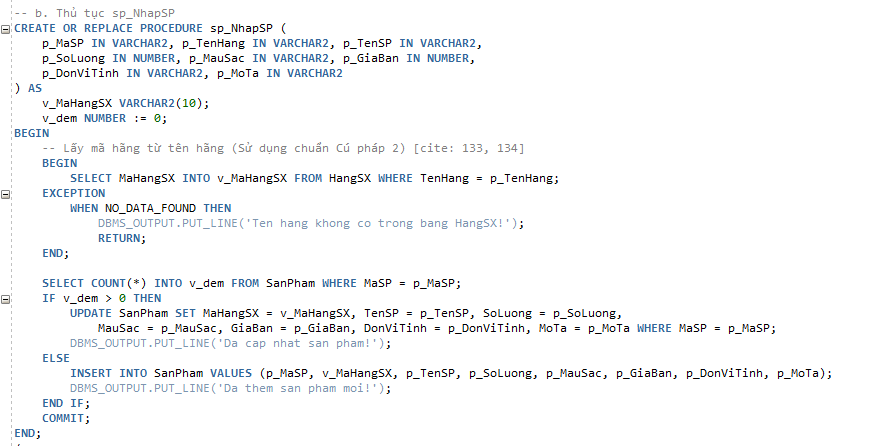 -- b. Thủ tục sp_NhapSP
CREATE OR REPLACE PROCEDURE sp_NhapSP (
    p_MaSP IN VARCHAR2, p_TenHang IN VARCHAR2, p_TenSP IN VARCHAR2,
    p_SoLuong IN NUMBER, p_MauSac IN VARCHAR2, p_GiaBan IN NUMBER,
    p_DonViTinh IN VARCHAR2, p_MoTa IN VARCHAR2
) AS
    v_MaHangSX VARCHAR2(10);
    v_dem NUMBER := 0;
BEGIN
    -- Lấy mã hãng từ tên hãng (Sử dụng chuẩn Cú pháp 2) [cite: 133, 134]
    BEGIN
        SELECT MaHangSX INTO v_MaHangSX FROM HangSX WHERE TenHang = p_TenHang;
    EXCEPTION
        WHEN NO_DATA_FOUND THEN
            DBMS_OUTPUT.PUT_LINE('Ten hang khong co trong bang HangSX!');
            RETURN;
    END;
    SELECT COUNT(*) INTO v_dem FROM SanPham WHERE MaSP = p_MaSP;
    IF v_dem > 0 THEN
        UPDATE SanPham SET MaHangSX = v_MaHangSX, TenSP = p_TenSP, SoLuong = p_SoLuong,
            MauSac = p_MauSac, GiaBan = p_GiaBan, DonViTinh = p_DonViTinh, MoTa = p_MoTa WHERE MaSP = p_MaSP;
        DBMS_OUTPUT.PUT_LINE('Da cap nhat san pham!');
    ELSE
        INSERT INTO SanPham VALUES (p_MaSP, v_MaHangSX, p_TenSP, p_SoLuong, p_MauSac, p_GiaBan, p_DonViTinh, p_MoTa);
        DBMS_OUTPUT.PUT_LINE('Da them san pham moi!');
    END IF;
    COMMIT;
END;